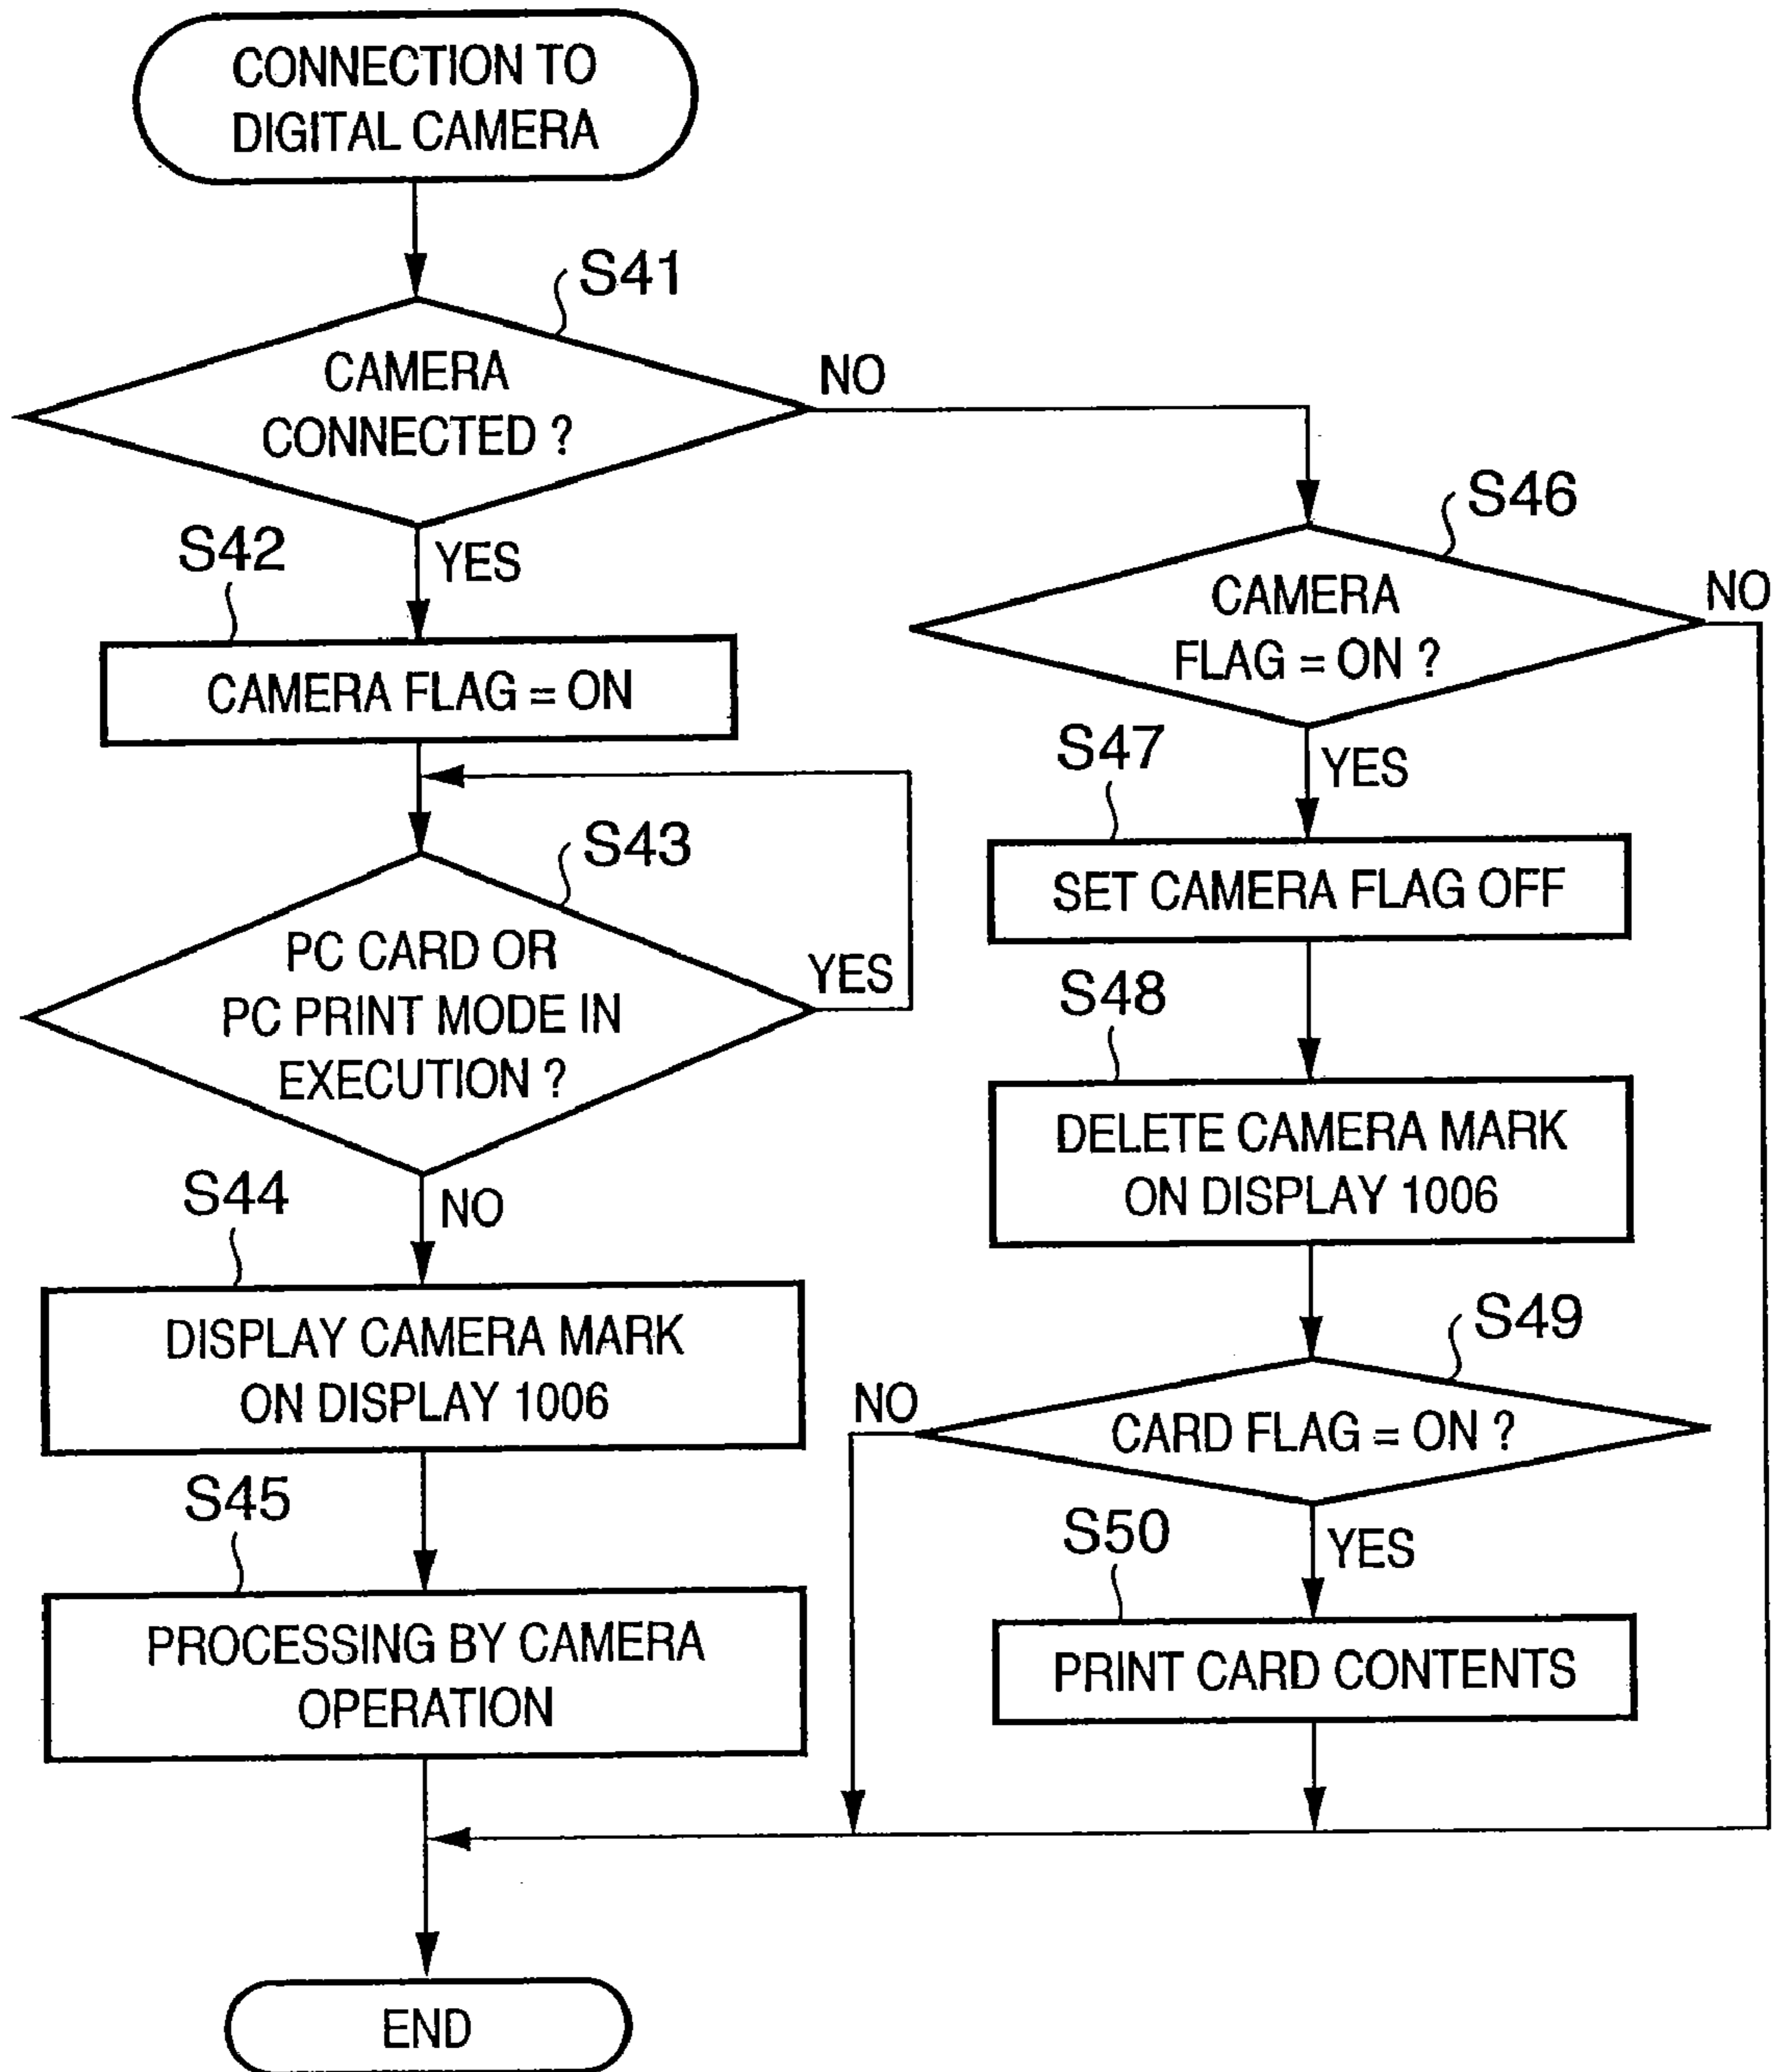 CONNECTION TO
DIGITAL CAMERA
S41
CAMERA
CONNECTED ?
NO
YES
S42
CAMERA FLAG = ON
S43
PC CARD OR
PC PRINT MODE IN
EXECUTION ?
YES
NO
S44
DISPLAY CAMERA MARK
ON DISPLAY 1006
S45
PROCESSING BY CAMERA
OPERATION
S46
CAMERA
FLAG = ON ?
NO
YES
S47
SET CAMERA FLAG OFF
S48
DELETE CAMERA MARK
ON DISPLAY 1006
S49
CARD FLAG = ON ?
NO
YES
S50
PRINT CARD CONTENTS
END